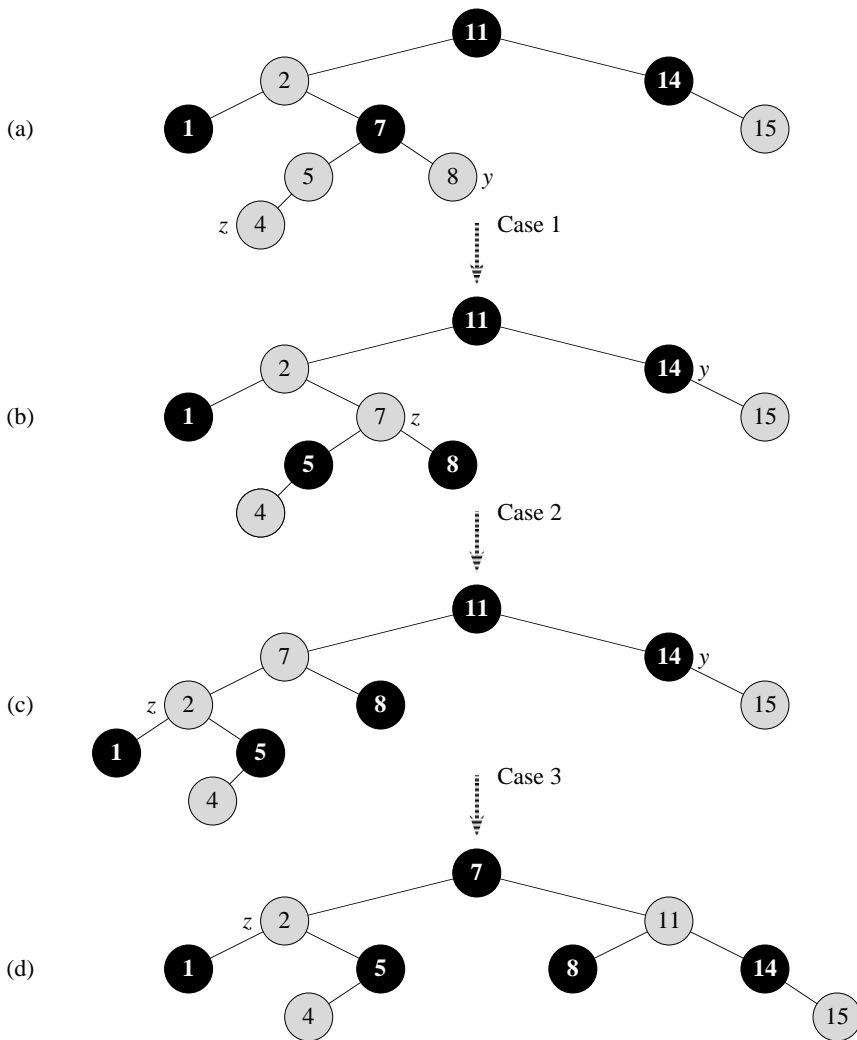 11
2 14
(a) 1 7 15
5 8 y
z 4 Case 1
11
2 14 y
(b) 1 7 z 15
5 8
4 Case 2
11
7 14 y
(c) z 2 8 15
1 5
4 Case 3
7
z 2 11
(d) 1 5 8 14
4 15